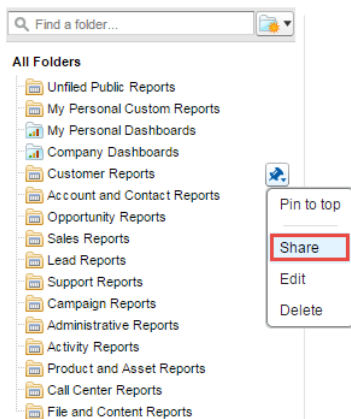 Find a folder...
All Folders
Unfiled Public Reports
My Personal Custom Reports
My Personal Dashboards
Company Dashboards
Customer Reports
Account and Contact Reports
Opportunity Reports
Sales Reports
Lead Reports
Support Reports
Campaign Reports
Administrative Reports
Activity Reports
Product and Asset Reports
Call Center Reports
File and Content Reports
Pin to top
Share
Edit
Delete